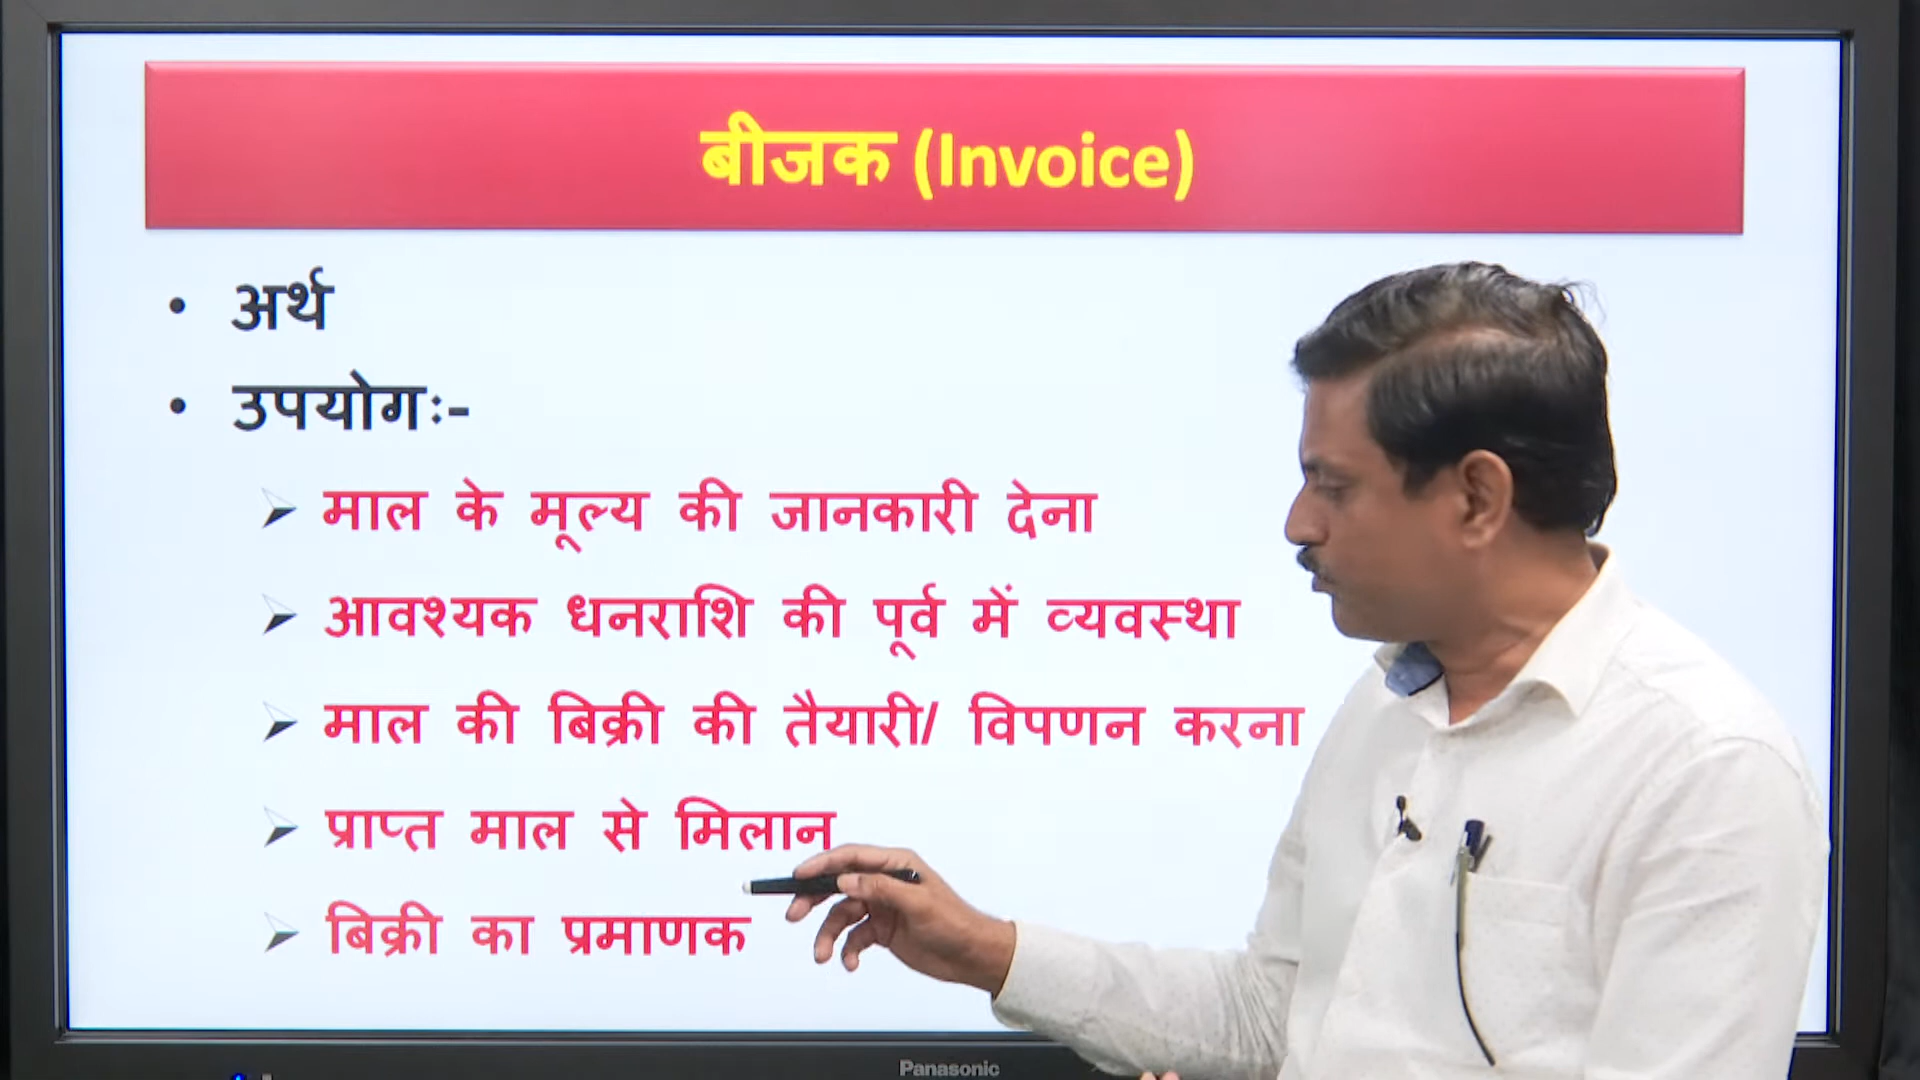 बीजक (Invoice)
• अर्थ
• उपयोगः-
➢ माल के मूल्य की जानकारी देना
➢ आवश्यक धनराशि की पूर्व में व्यवस्था
➢ माल की बिक्री की तैयारी/ विपणन करना
➢ प्राप्त माल से मिलान
➢ बिक्री का प्रमाणक
Panasonic